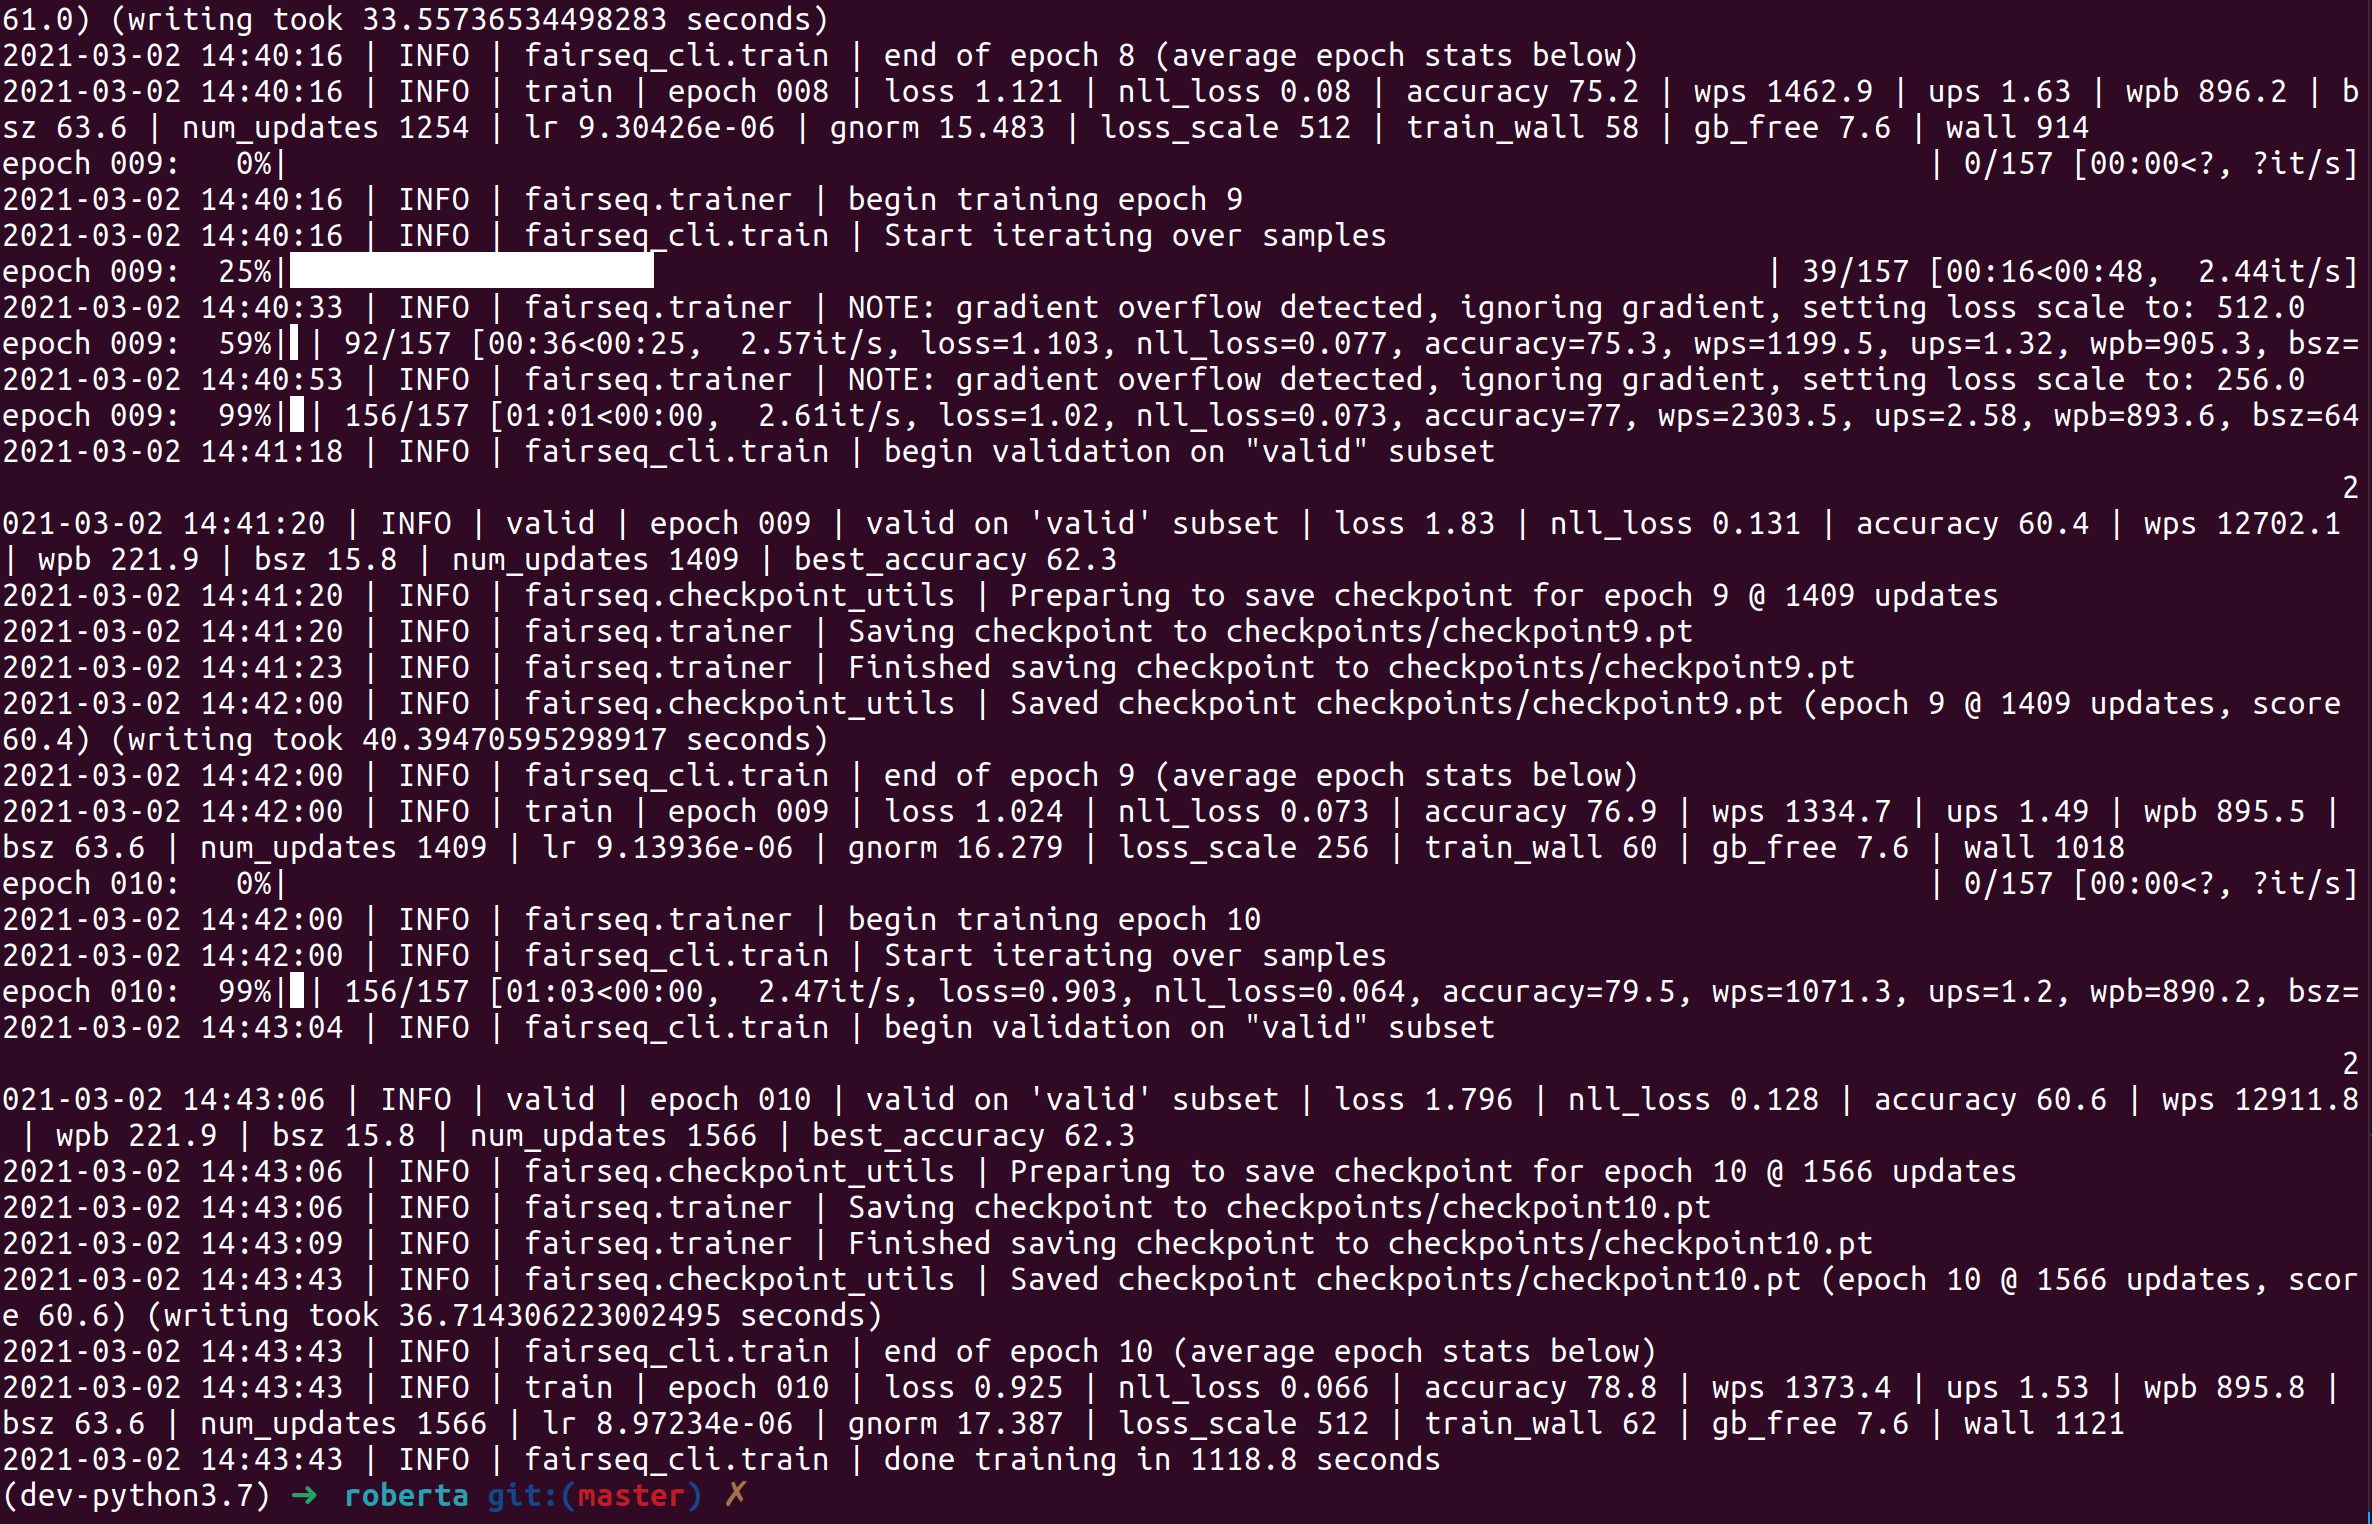 61.0) (writing took 33.55736534498283 seconds)
2021-03-02 14:40:16 | INFO | fairseq_cli.train | end of epoch 8 (average epoch stats below)
2021-03-02 14:40:16 | INFO | train | epoch 008 | loss 1.121 | nll_loss 0.08 | accuracy 75.2 | wps 1462.9 | ups 1.63 | wpb 896.2 | b
sz 63.6 | num_updates 1254 | lr 9.30426e-06 | gnorm 15.483 | loss_scale 512 | train_wall 58 | gb_free 7.6 | wall 914
epoch 009:   0%|                                                                                           | 0/157 [00:00<?, ?it/s]
2021-03-02 14:40:16 | INFO | fairseq.trainer | begin training epoch 9
2021-03-02 14:40:16 | INFO | fairseq_cli.train | Start iterating over samples
epoch 009:  25%|                                                                                  | 39/157 [00:16<00:48,  2.44it/s]
2021-03-02 14:40:33 | INFO | fairseq.trainer | NOTE: gradient overflow detected, ignoring gradient, setting loss scale to: 512.0
epoch 009:  59%| | 92/157 [00:36<00:25,  2.57it/s, loss=1.103, nll_loss=0.077, accuracy=75.3, wps=1199.5, ups=1.32, wpb=905.3, bsz=
2021-03-02 14:40:53 | INFO | fairseq.trainer | NOTE: gradient overflow detected, ignoring gradient, setting loss scale to: 256.0
epoch 009:  99%| | 156/157 [01:01<00:00,  2.61it/s, loss=1.02, nll_loss=0.073, accuracy=77, wps=2303.5, ups=2.58, wpb=893.6, bsz=64
2021-03-02 14:41:18 | INFO | fairseq_cli.train | begin validation on "valid" subset
2
021-03-02 14:41:20 | INFO | valid | epoch 009 | valid on 'valid' subset | loss 1.83 | nll_loss 0.131 | accuracy 60.4 | wps 12702.1
| wpb 221.9 | bsz 15.8 | num_updates 1409 | best_accuracy 62.3
2021-03-02 14:41:20 | INFO | fairseq.checkpoint_utils | Preparing to save checkpoint for epoch 9 @ 1409 updates
2021-03-02 14:41:20 | INFO | fairseq.trainer | Saving checkpoint to checkpoints/checkpoint9.pt
2021-03-02 14:41:23 | INFO | fairseq.trainer | Finished saving checkpoint to checkpoints/checkpoint9.pt
2021-03-02 14:42:00 | INFO | fairseq.checkpoint_utils | Saved checkpoint checkpoints/checkpoint9.pt (epoch 9 @ 1409 updates, score
60.4) (writing took 40.39470595298917 seconds)
2021-03-02 14:42:00 | INFO | fairseq_cli.train | end of epoch 9 (average epoch stats below)
2021-03-02 14:42:00 | INFO | train | epoch 009 | loss 1.024 | nll_loss 0.073 | accuracy 76.9 | wps 1334.7 | ups 1.49 | wpb 895.5 |
bsz 63.6 | num_updates 1409 | lr 9.13936e-06 | gnorm 16.279 | loss_scale 256 | train_wall 60 | gb_free 7.6 | wall 1018
epoch 010:   0%|                                                                                           | 0/157 [00:00<?, ?it/s]
2021-03-02 14:42:00 | INFO | fairseq.trainer | begin training epoch 10
2021-03-02 14:42:00 | INFO | fairseq_cli.train | Start iterating over samples
epoch 010:  99%| | 156/157 [01:03<00:00,  2.47it/s, loss=0.903, nll_loss=0.064, accuracy=79.5, wps=1071.3, ups=1.2, wpb=890.2, bsz=
2021-03-02 14:43:04 | INFO | fairseq_cli.train | begin validation on "valid" subset
2
021-03-02 14:43:06 | INFO | valid | epoch 010 | valid on 'valid' subset | loss 1.796 | nll_loss 0.128 | accuracy 60.6 | wps 12911.8
| wpb 221.9 | bsz 15.8 | num_updates 1566 | best_accuracy 62.3
2021-03-02 14:43:06 | INFO | fairseq.checkpoint_utils | Preparing to save checkpoint for epoch 10 @ 1566 updates
2021-03-02 14:43:06 | INFO | fairseq.trainer | Saving checkpoint to checkpoints/checkpoint10.pt
2021-03-02 14:43:09 | INFO | fairseq.trainer | Finished saving checkpoint to checkpoints/checkpoint10.pt
2021-03-02 14:43:43 | INFO | fairseq.checkpoint_utils | Saved checkpoint checkpoints/checkpoint10.pt (epoch 10 @ 1566 updates, scor
e 60.6) (writing took 36.714306223002495 seconds)
2021-03-02 14:43:43 | INFO | fairseq_cli.train | end of epoch 10 (average epoch stats below)
2021-03-02 14:43:43 | INFO | train | epoch 010 | loss 0.925 | nll_loss 0.066 | accuracy 78.8 | wps 1373.4 | ups 1.53 | wpb 895.8 |
bsz 63.6 | num_updates 1566 | lr 8.97234e-06 | gnorm 17.387 | loss_scale 512 | train_wall 62 | gb_free 7.6 | wall 1121
2021-03-02 14:43:43 | INFO | fairseq_cli.train | done training in 1118.8 seconds
(dev-python3.7) ➜  roberta git:(master) ✗